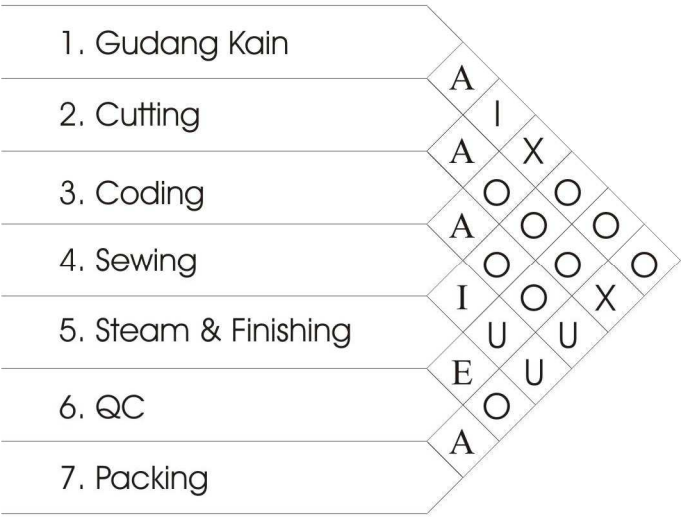 1. Gudang Kain
A
2. Cutting I
A X
3. Coding O O
A O O
4. Sewing O O O
I O X
5. Steam & Finishing U U
E U
6. QC O
A
7. Packing